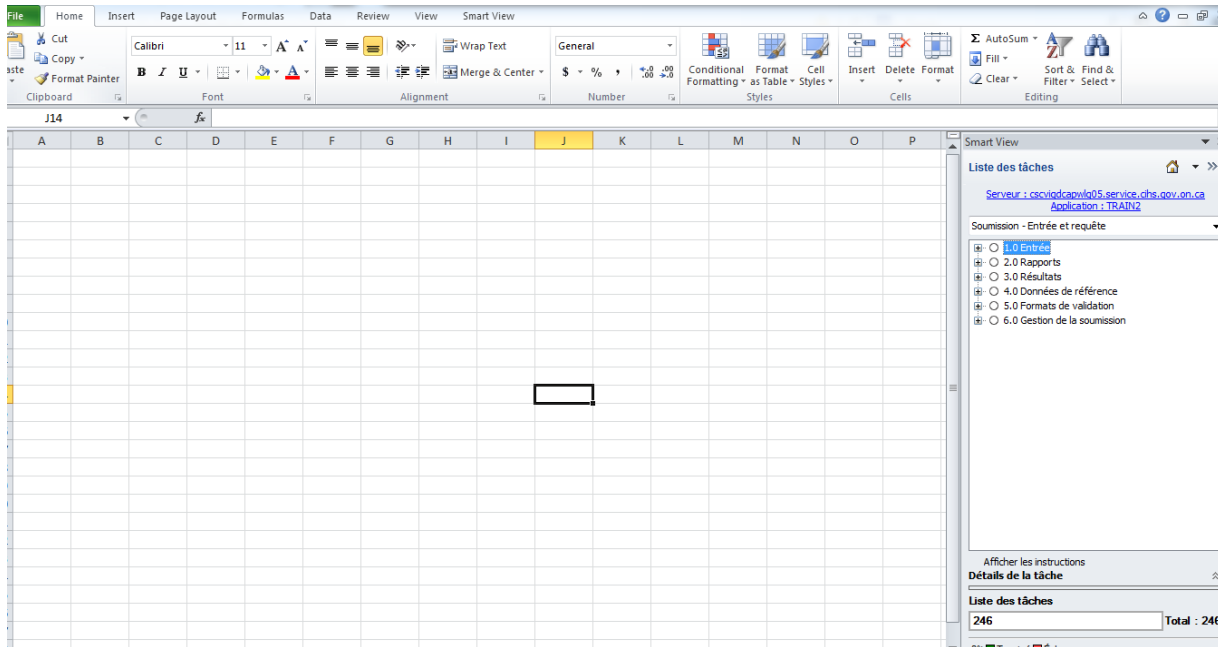 File Home Insert Page Layout Formulas Data Review View Smart View
Cut
Copy
Format Painter
Clipboard
Calibri 11 A A
B I U A
Font
Wrap Text
Merge & Center
Alignment
General
$ % , .00 .00
Number
Conditional Formatting
Format as Table
Cell Styles
Styles
Insert Delete Format
Cells
Σ AutoSum
Fill
Clear
Sort & Filter
Find & Select
Editing
J14 fx
A B C D E F G H I J K L M N O P
Smart View
Liste des tâches
Serveur : cscvigdcapwlg05.service.cihs.gov.on.ca
Application : TRAIN2
Soumission - Entrée et requête
1.0 Entrée
2.0 Rapports
3.0 Résultats
4.0 Données de référence
5.0 Formats de validation
6.0 Gestion de la soumission
Afficher les instructions
Détails de la tâche
Liste des tâches
246 Total : 246